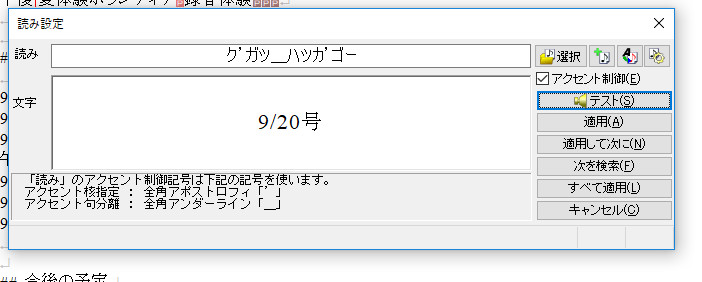 読み設定
読み
ク’ガツ＿ハツガ’ゴー
選択
アクセント制御(E)
文字
9/20号
テスト(S)
適用(A)
適用して次に(N)
次を検索(F)
すべて適用(L)
キャンセル(C)
「読み」のアクセント制御記号は下記の記号を使います。
アクセント核指定 ： 全角アポストロフィ「’」
アクセント句分離 ： 全角アンダーライン「＿」
## 今後の予定